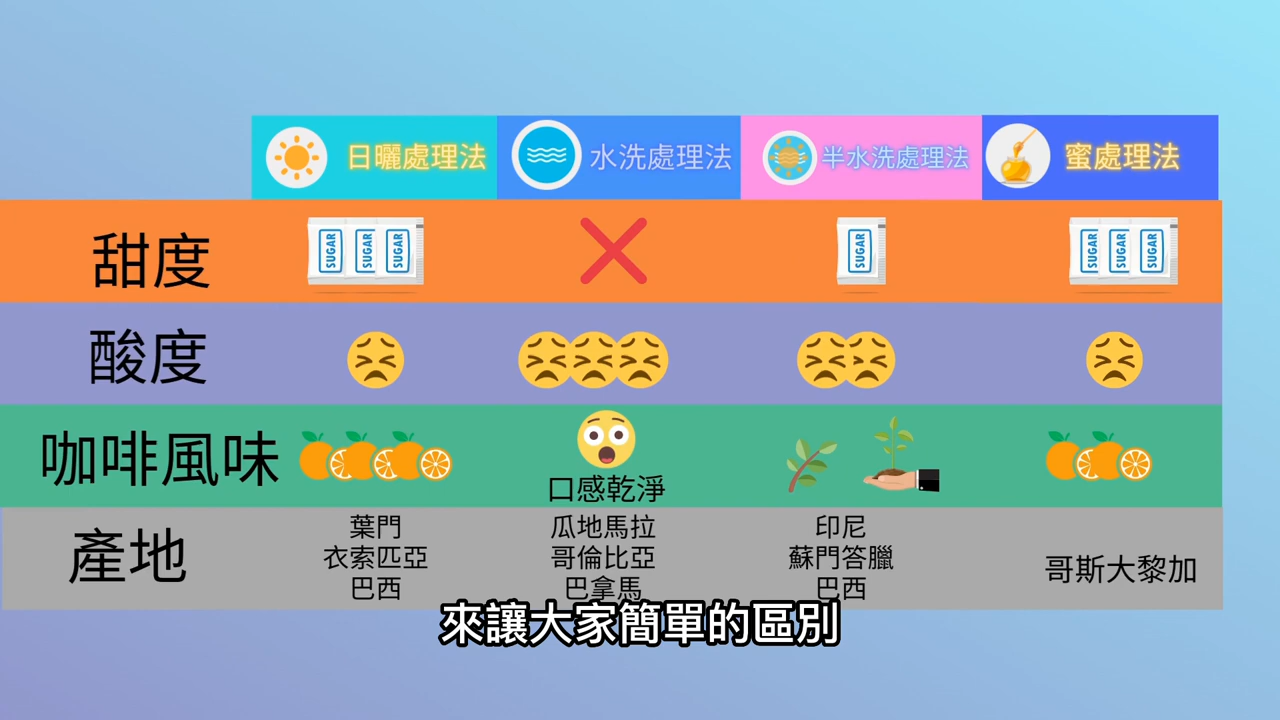 日曬處理法
水洗處理法
半水洗處理法
蜜處理法
甜度
SUGAR SUGAR SUGAR
SUGAR
SUGAR SUGAR SUGAR
酸度
咖啡風味
口感乾淨
產地
葉門
衣索匹亞
巴西
瓜地馬拉
哥倫比亞
巴拿馬
印尼
蘇門答臘
巴西
哥斯大黎加
來讓大家簡單的區別